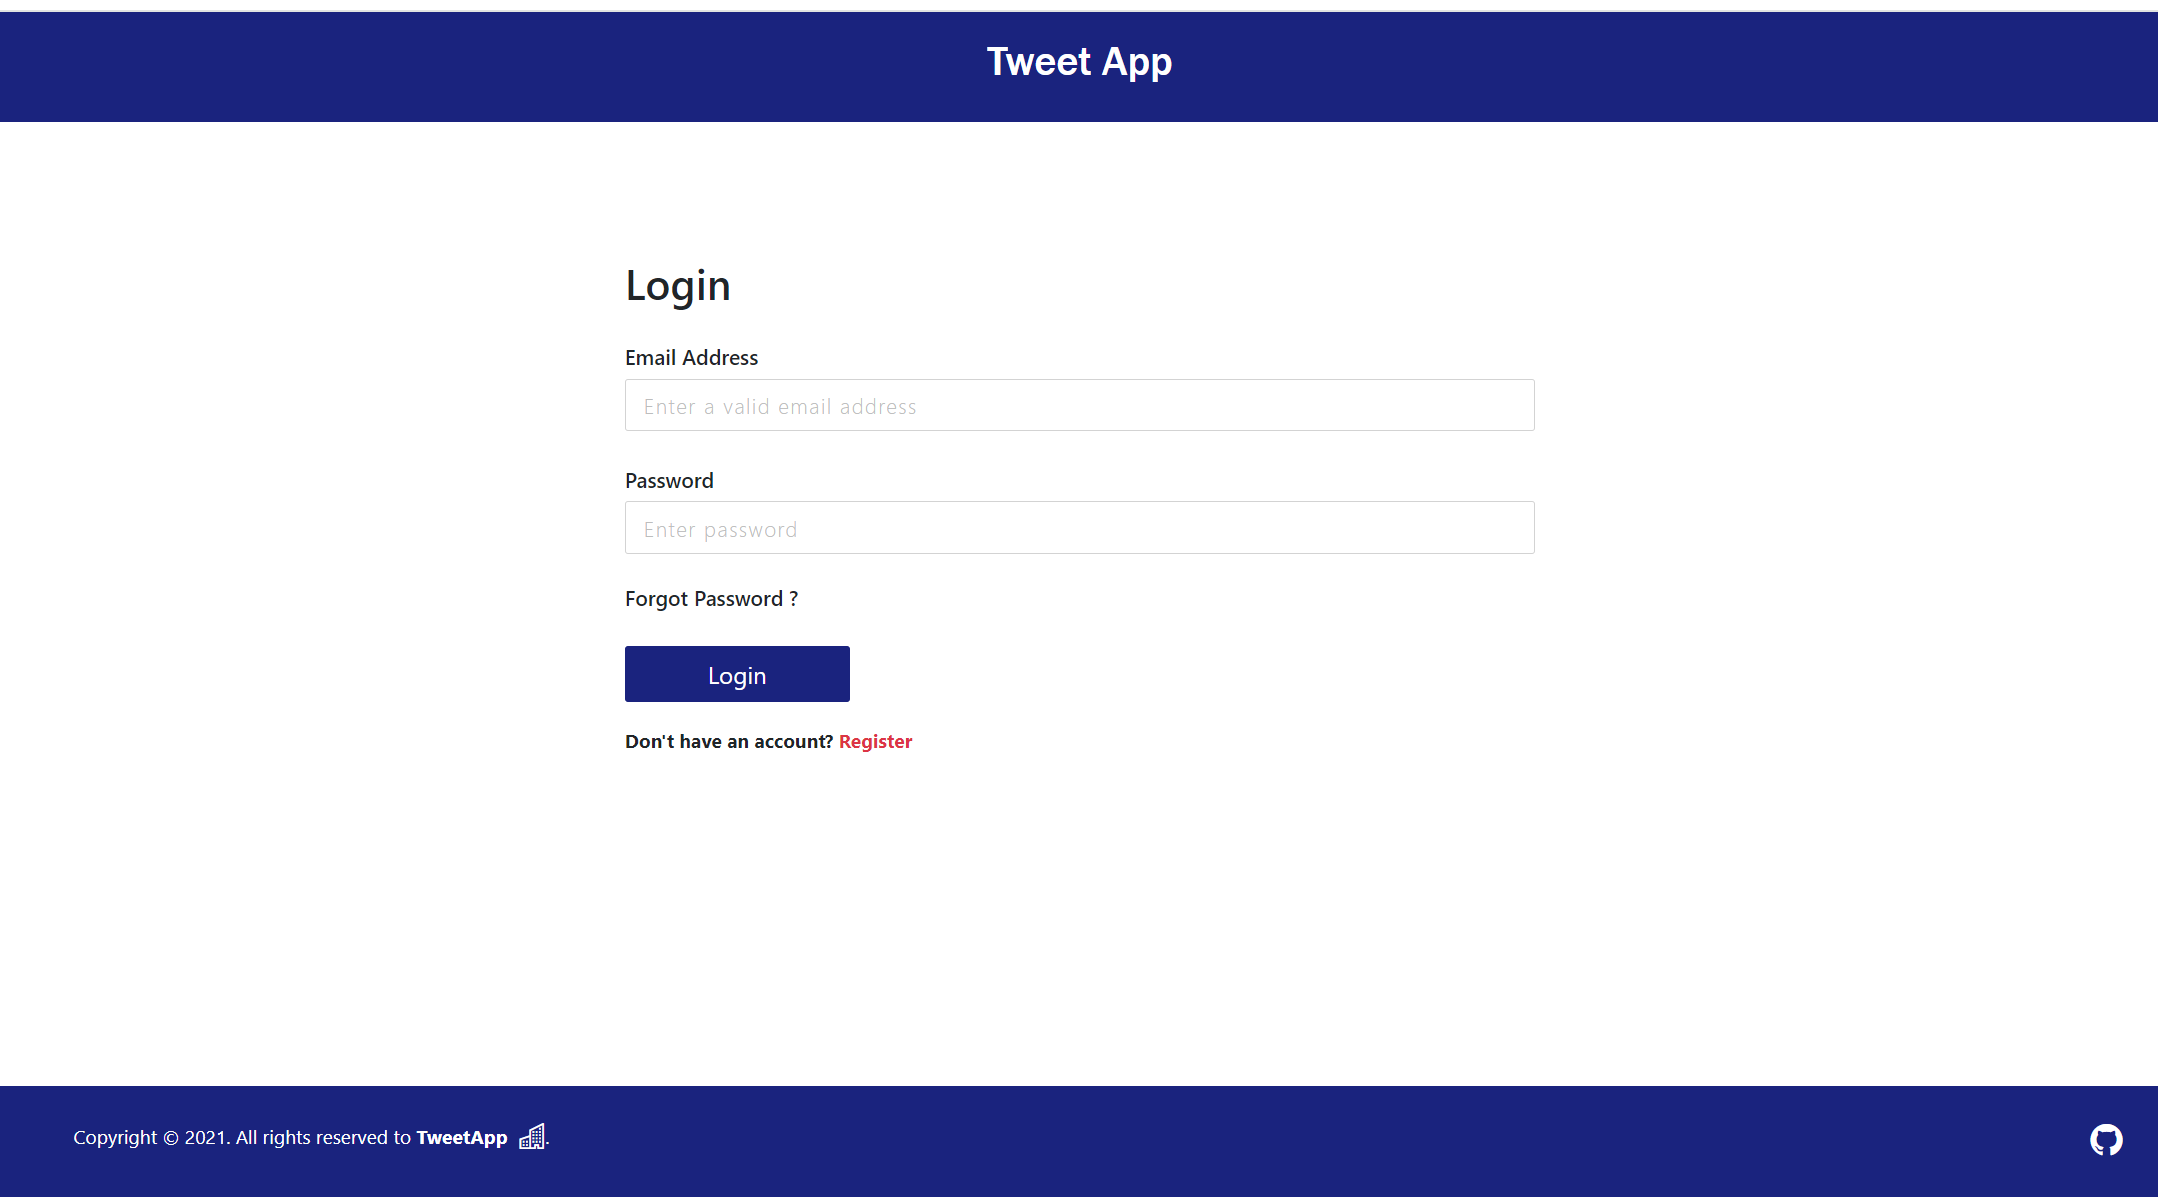 Tweet App
Login
Email Address
Enter a valid email address
Password
Enter password
Forgot Password ?
Login
Don't have an account? Register
Copyright © 2021. All rights reserved to TweetApp .